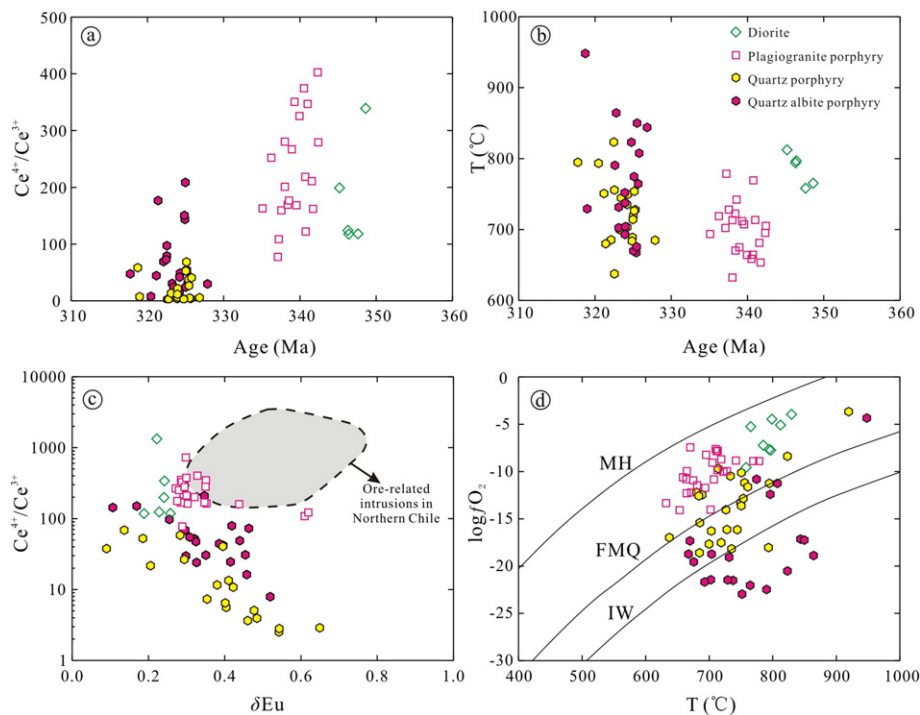 500
400
300
200
100
0
310 320 330 340 350 360
Age (Ma)
Ce⁴⁺/Ce³⁺
a
1000
900
800
700
600
310 320 330 340 350 360
Age (Ma)
T (℃)
b
Diorite
Plagiogranite porphyry
Quartz porphyry
Quartz albite porphyry
10000
1000
100
10
1
0.0 0.2 0.4 0.6 0.8 1.0
δEu
Ce⁴⁺/Ce³⁺
c
Ore-related
intrusions in
Northern Chile
0
-5
-10
-15
-20
-25
-30
400 500 600 700 800 900 1000
T (℃)
logfO₂
d
MH
FMQ
IW